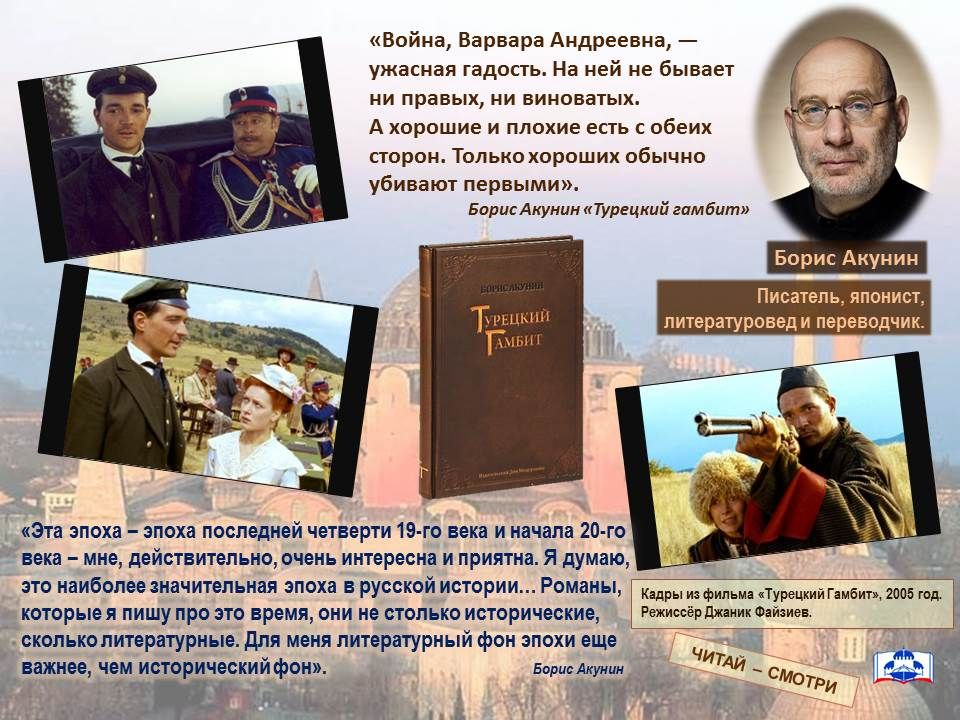 «Война, Варвара Андреевна, —
ужасная гадость. На ней не бывает
ни правых, ни виноватых.
А хорошие и плохие есть с обеих
сторон. Только хороших обычно
убивают первыми».
Борис Акунин «Турецкий гамбит»
Борис Акунин
Писатель, японист,
литературовед и переводчик.
БОРИС АКУНИН
ТУРЕЦКИЙ
ГАМБИТ
«Эта эпоха – эпоха последней четверти 19-го века и начала 20-го
века – мне, действительно, очень интересна и приятна. Я думаю,
это наиболее значительная эпоха в русской истории... Романы,
которые я пишу про это время, они не столько исторические,
сколько литературные. Для меня литературный фон эпохи еще
важнее, чем исторический фон».
Борис Акунин
Кадры из фильма «Турецкий Гамбит», 2005 год.
Режиссёр Джаник Файзиев.
ЧИТАЙ – СМОТРИ